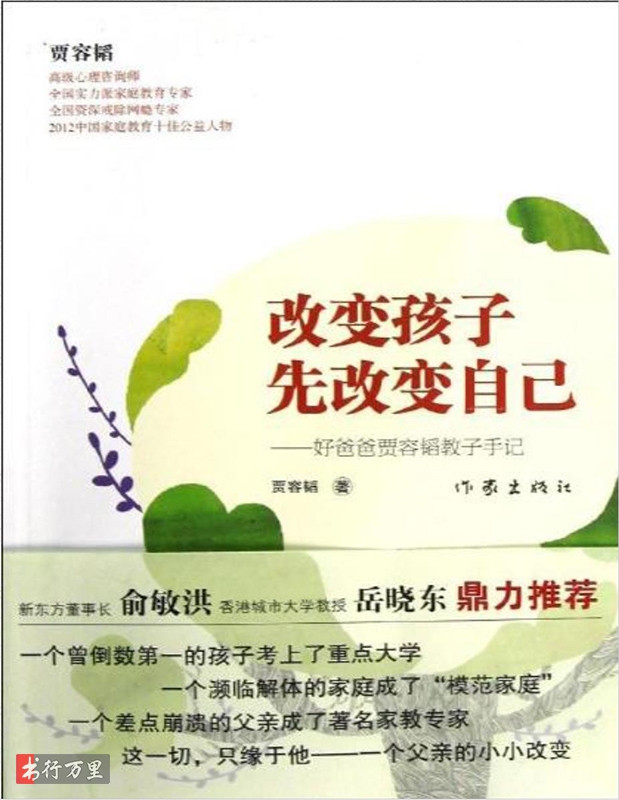 贾容韬
高级心理咨询师
全国实力派家庭教育专家
全国资深戒除网瘾专家
2012中国家庭教育十佳公益人物
改变孩子
先改变自己
——好爸爸贾容韬教子手记
贾容韬 著 作家出版社
新东方董事长 俞敏洪 香港城市大学教授 岳晓东 鼎力推荐
一个曾倒数第一的孩子考上了重点大学
一个濒临解体的家庭成了“模范家庭”
一个差点崩溃的父亲成了著名家教专家
这一切，只缘于他——一个父亲的小小改变
书行万里